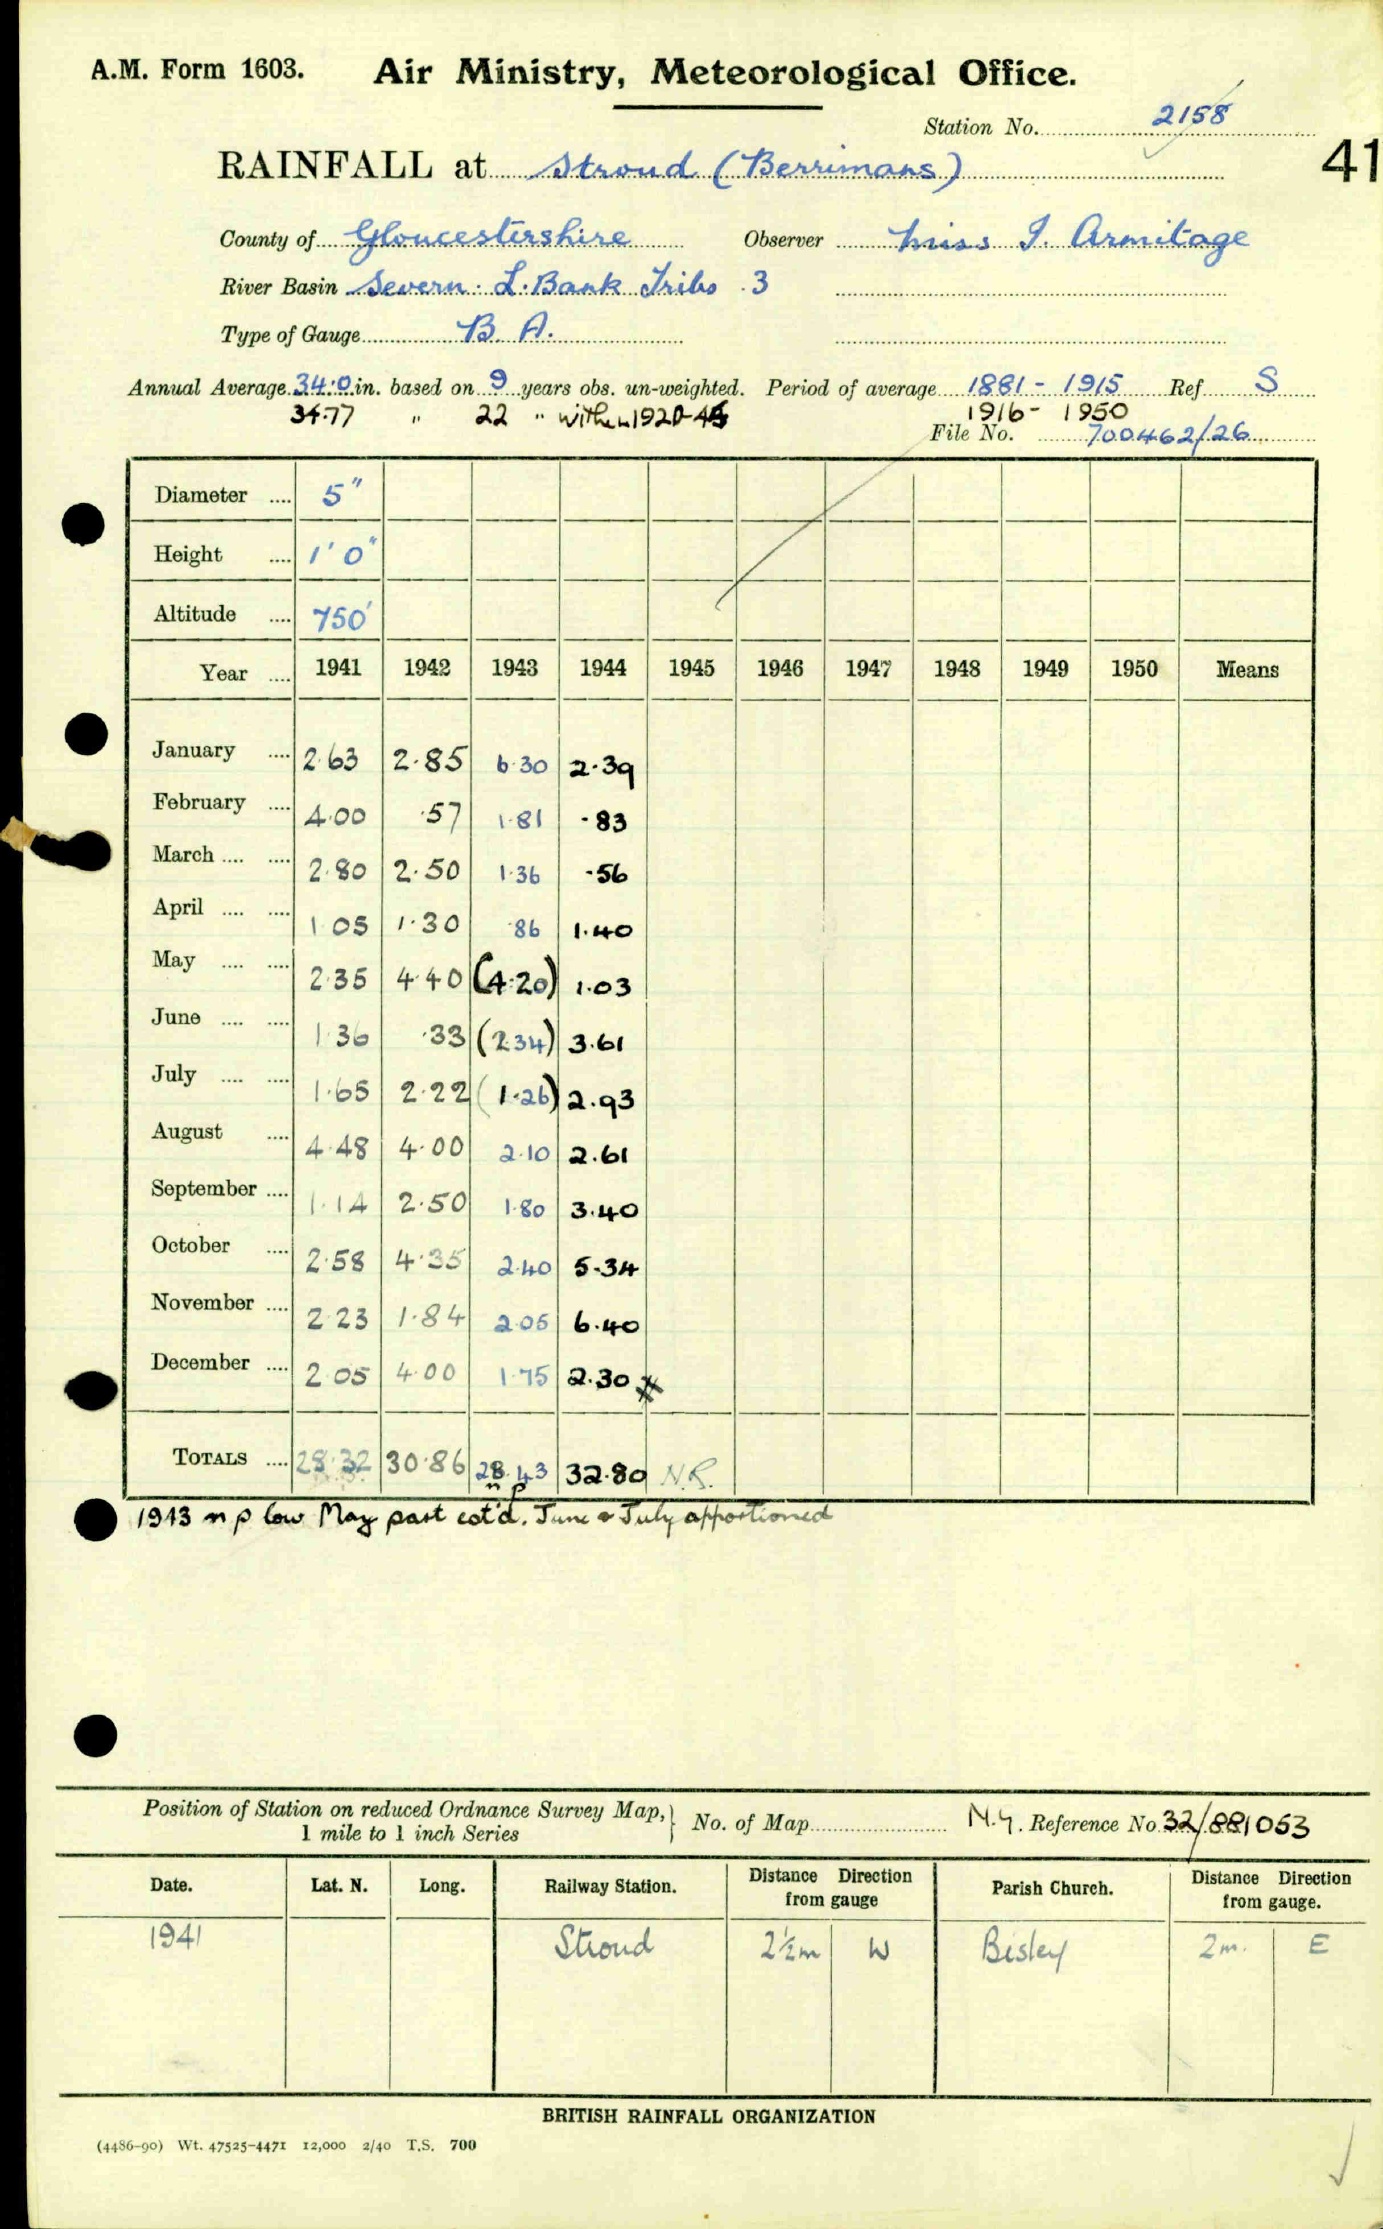 A.M. Form 1603. Air Ministry, Meteorological Office.
Station No. 2158
41
RAINFALL at Stroud (Berrimans)
County of Gloucestershire Observer Miss I. Armitage
River Basin Severn. L. Bank Tribs 3
Type of Gauge B. A.
Annual Average 34.0 in. based on 9 years obs. un-weighted. Period of average 1881 - 1915 Ref S
34.77 " 22 " within 1920-45 1916 - 1950
File No. 700462/26
Diameter .... 5"
Height .... 1' 0"
Altitude .... 750'
Year .... 1941 1942 1943 1944 1945 1946 1947 1948 1949 1950 Means
January .... 2.63 2.85 6.30 2.39
February .... 4.00 .57 1.81 .83
March .... .... 2.80 2.50 1.36 .56
April .... .... 1.05 1.30 .86 1.40
May .... .... 2.35 4.40 (4.20) 1.03
June .... .... 1.36 .33 (2.34) 3.61
July .... .... 1.65 2.22 (1.26) 2.93
August .... 4.48 4.00 2.10 2.61
September .... 1.14 2.50 1.80 3.40
October .... 2.58 4.35 2.40 5.34
November .... 2.23 1.84 2.05 6.40
December .... 2.05 4.00 1.75 2.30
TOTALS .... 28.32 30.86 28.43 32.80 N.R.
n p
1943 n p low May part est'd. June & July apportioned
Position of Station on reduced Ordnance Survey Map, } No. of Map N.G. Reference No 32/881053
1 mile to 1 inch Series
Date. Lat. N. Long. Railway Station. Distance Direction from gauge Parish Church. Distance Direction from gauge.
1941 Stroud 2½m W Bisley 2m. E
BRITISH RAINFALL ORGANIZATION
(4486-90) Wt. 47525-4471 12,000 2/40 T.S. 700